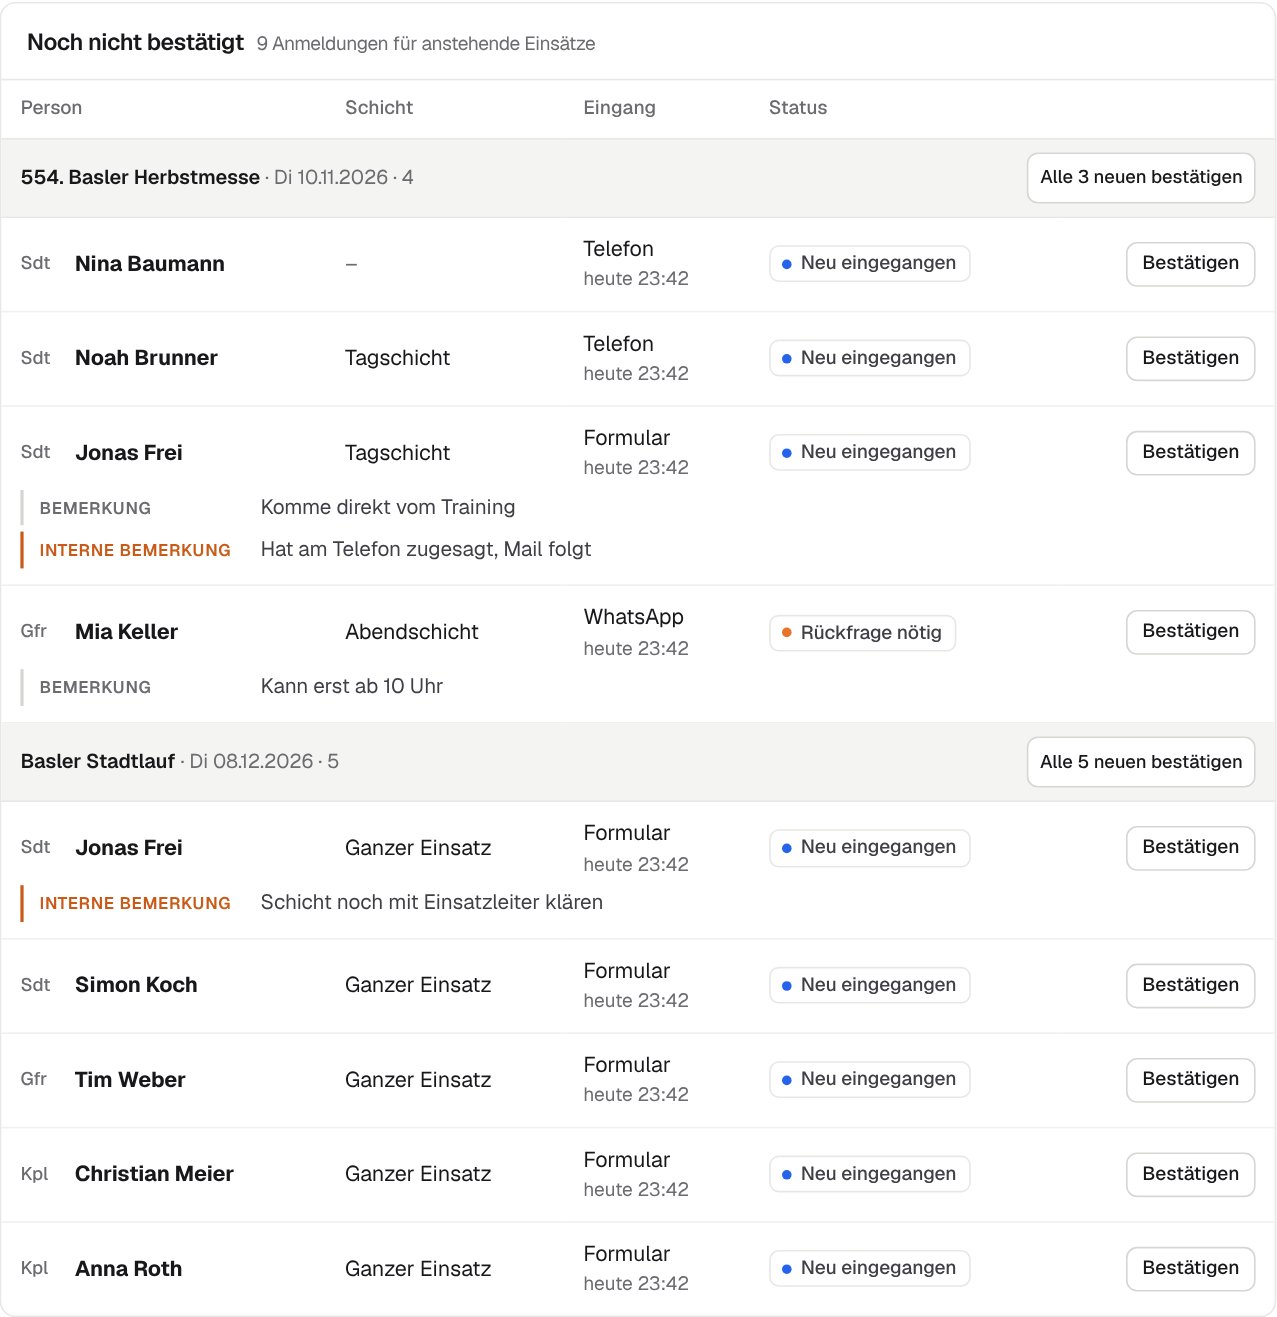 Noch nicht bestätigt 9 Anmeldungen für anstehende Einsätze
Person Schicht Eingang Status
554. Basler Herbstmesse · Di 10.11.2026 · 4 Alle 3 neuen bestätigen
Sdt Nina Baumann – Telefon Neu eingegangen Bestätigen
heute 23:42
Sdt Noah Brunner Tagschicht Telefon Neu eingegangen Bestätigen
heute 23:42
Sdt Jonas Frei Tagschicht Formular Neu eingegangen Bestätigen
heute 23:42
BEMERKUNG Komme direkt vom Training
INTERNE BEMERKUNG Hat am Telefon zugesagt, Mail folgt
Gfr Mia Keller Abendschicht WhatsApp Rückfrage nötig Bestätigen
heute 23:42
BEMERKUNG Kann erst ab 10 Uhr
Basler Stadtlauf · Di 08.12.2026 · 5 Alle 5 neuen bestätigen
Sdt Jonas Frei Ganzer Einsatz Formular Neu eingegangen Bestätigen
heute 23:42
INTERNE BEMERKUNG Schicht noch mit Einsatzleiter klären
Sdt Simon Koch Ganzer Einsatz Formular Neu eingegangen Bestätigen
heute 23:42
Gfr Tim Weber Ganzer Einsatz Formular Neu eingegangen Bestätigen
heute 23:42
Kpl Christian Meier Ganzer Einsatz Formular Neu eingegangen Bestätigen
heute 23:42
Kpl Anna Roth Ganzer Einsatz Formular Neu eingegangen Bestätigen
heute 23:42